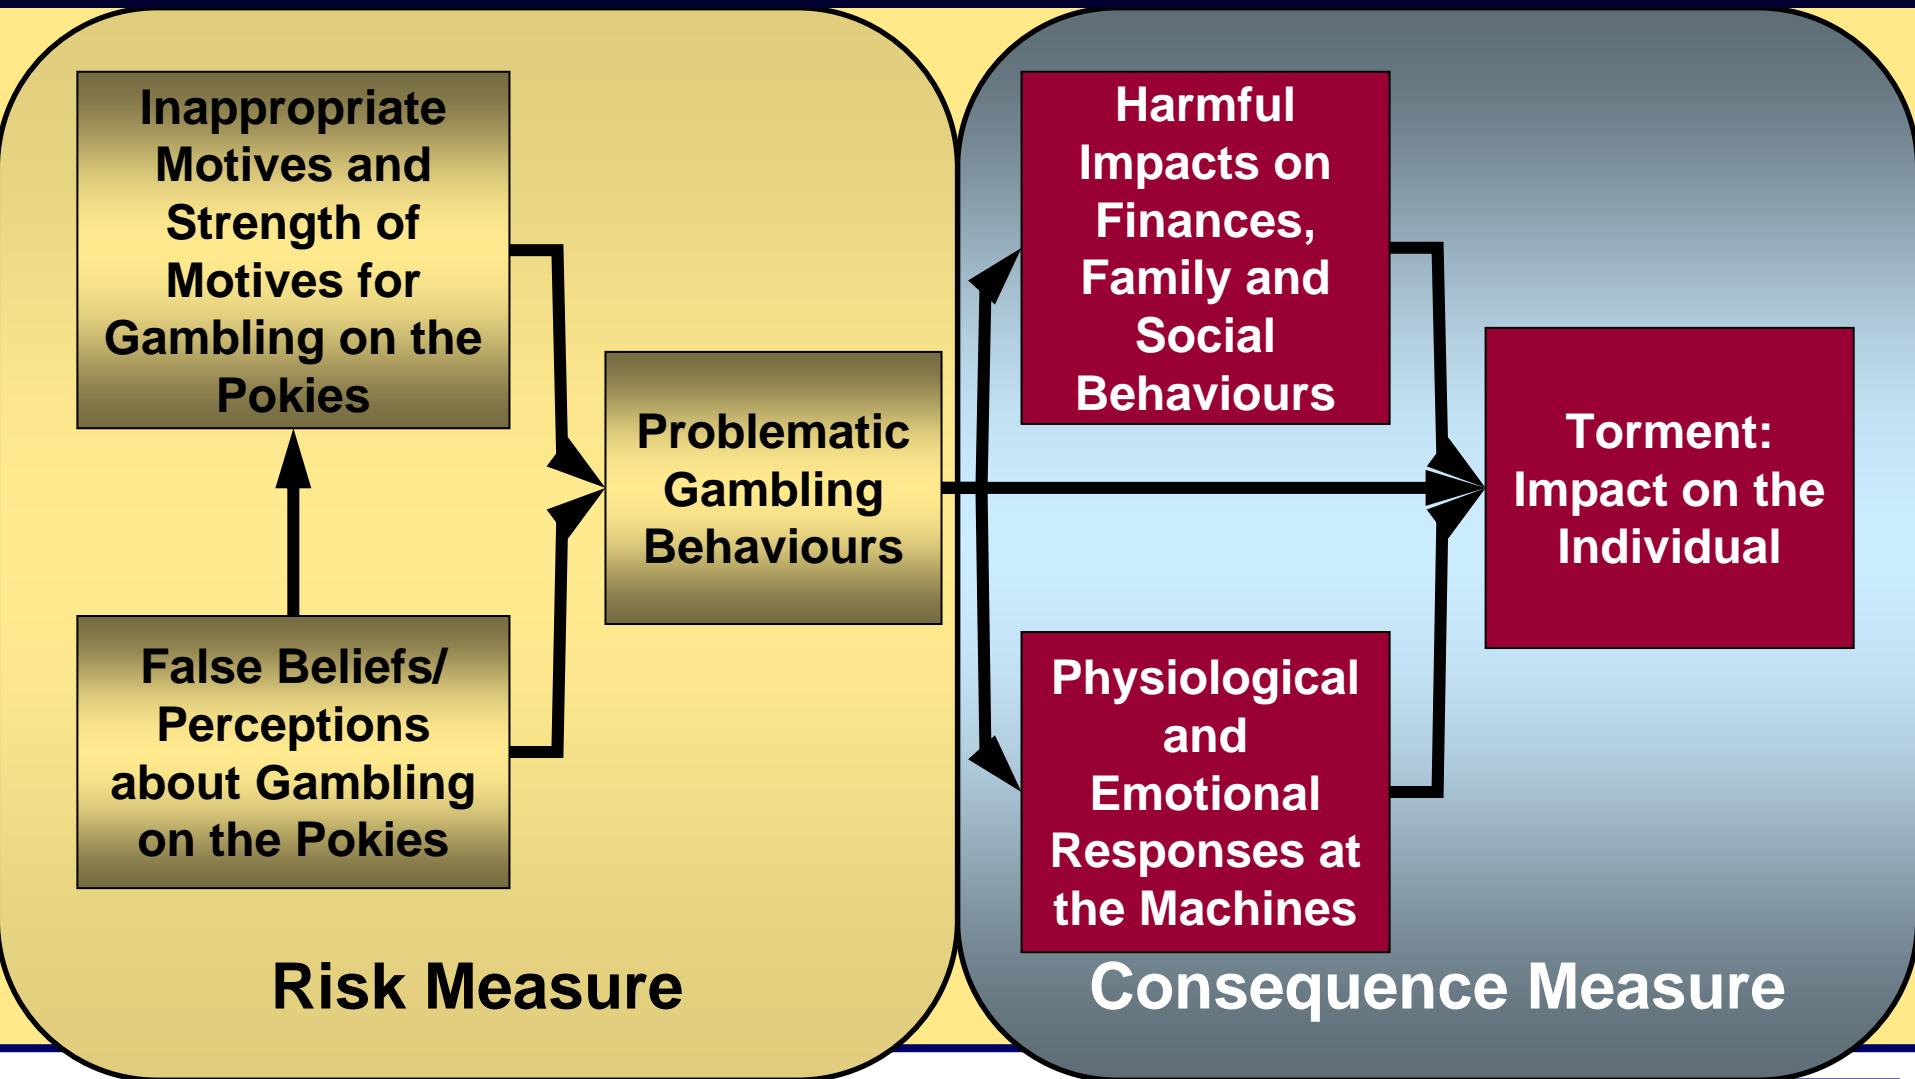 Inappropriate
Motives and
Strength of
Motives for
Gambling on the
Pokies
False Beliefs/
Perceptions
about Gambling
on the Pokies
Problematic
Gambling
Behaviours
Risk Measure
Harmful
Impacts on
Finances,
Family and
Social
Behaviours
Physiological
and
Emotional
Responses at
the Machines
Torment:
Impact on the
Individual
Consequence Measure